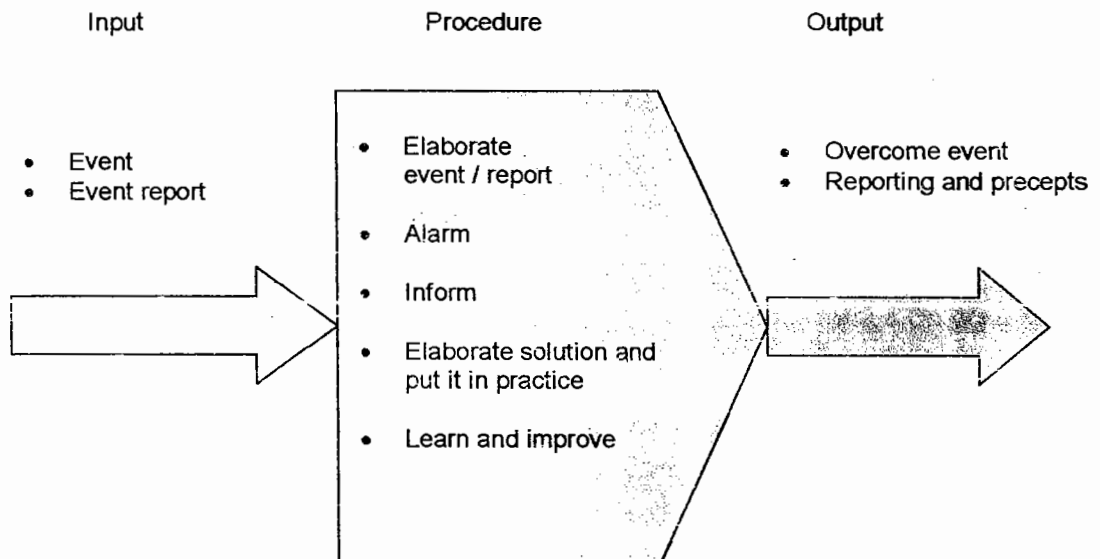 Input
Procedure
Output
• Event
• Event report
• Elaborate
event / report
• Alarm
• Inform
• Elaborate solution and
put it in practice
• Learn and improve
• Overcome event
• Reporting and precepts